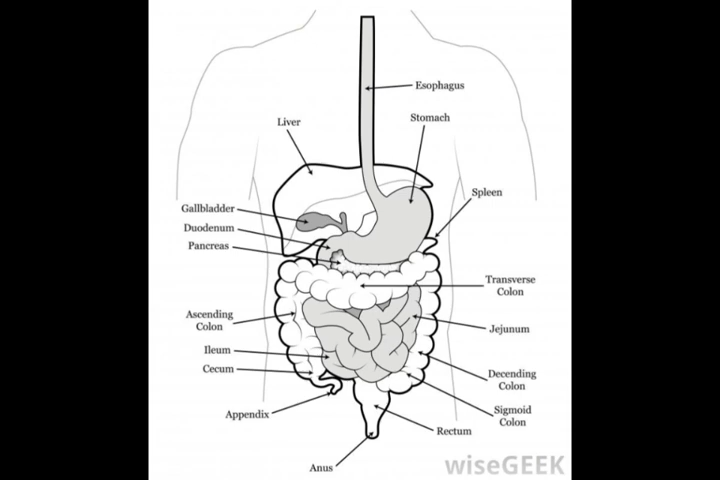 Esophagus
Stomach
Liver
Spleen
Gallbladder
Duodenum
Pancreas
Transverse
Colon
Ascending
Colon
Jejunum
Ileum
Cecum
Decending
Colon
Appendix
Sigmoid
Colon
Rectum
Anus
wiseGEEK